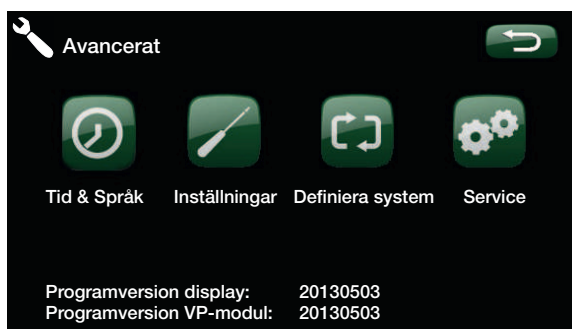 Avancerat
Tid & Språk Inställningar Definiera system Service
Programversion display: 20130503
Programversion VP-modul: 20130503